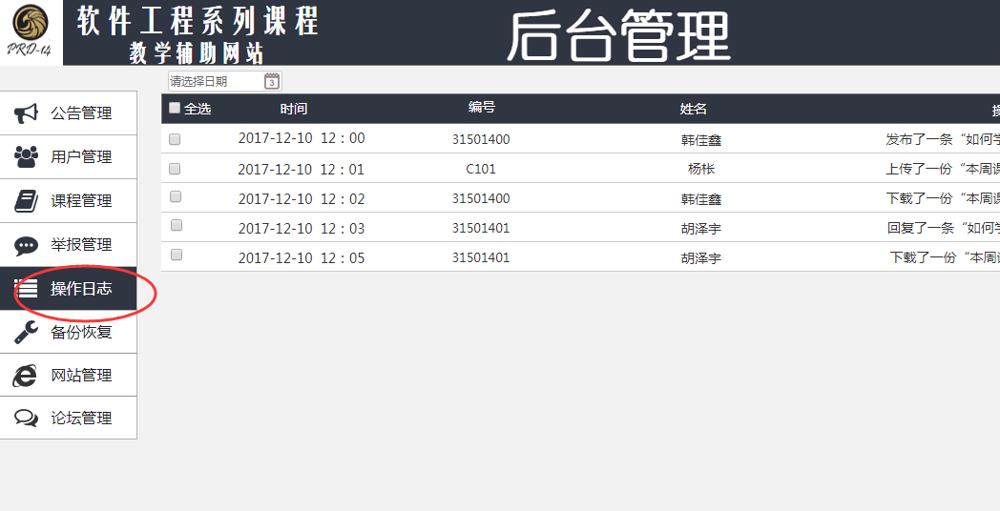 PRD-14
软件工程系列课程
教学辅助网站
后台管理
请选择日期
3
公告管理
用户管理
课程管理
举报管理
操作日志
备份恢复
网站管理
论坛管理
全选 时间 编号 姓名
2017-12-10 12：00 31501400 韩佳鑫 发布了一条“如何
2017-12-10 12：01 C101 杨枨 上传了一份“本周
2017-12-10 12：02 31501400 韩佳鑫 下载了一份“本周
2017-12-10 12：03 31501401 胡泽宇 回复了一条“如何
2017-12-10 12：05 31501401 胡泽宇 下载了一份“本周